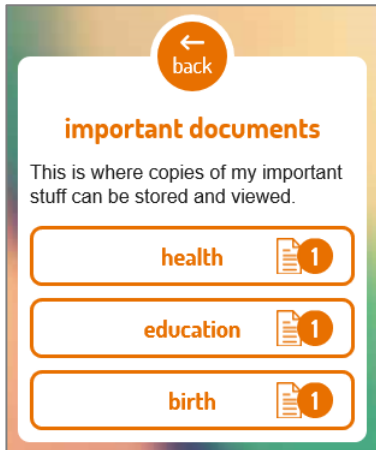 back
important documents
This is where copies of my important
stuff can be stored and viewed.
health 1
education 1
birth 1